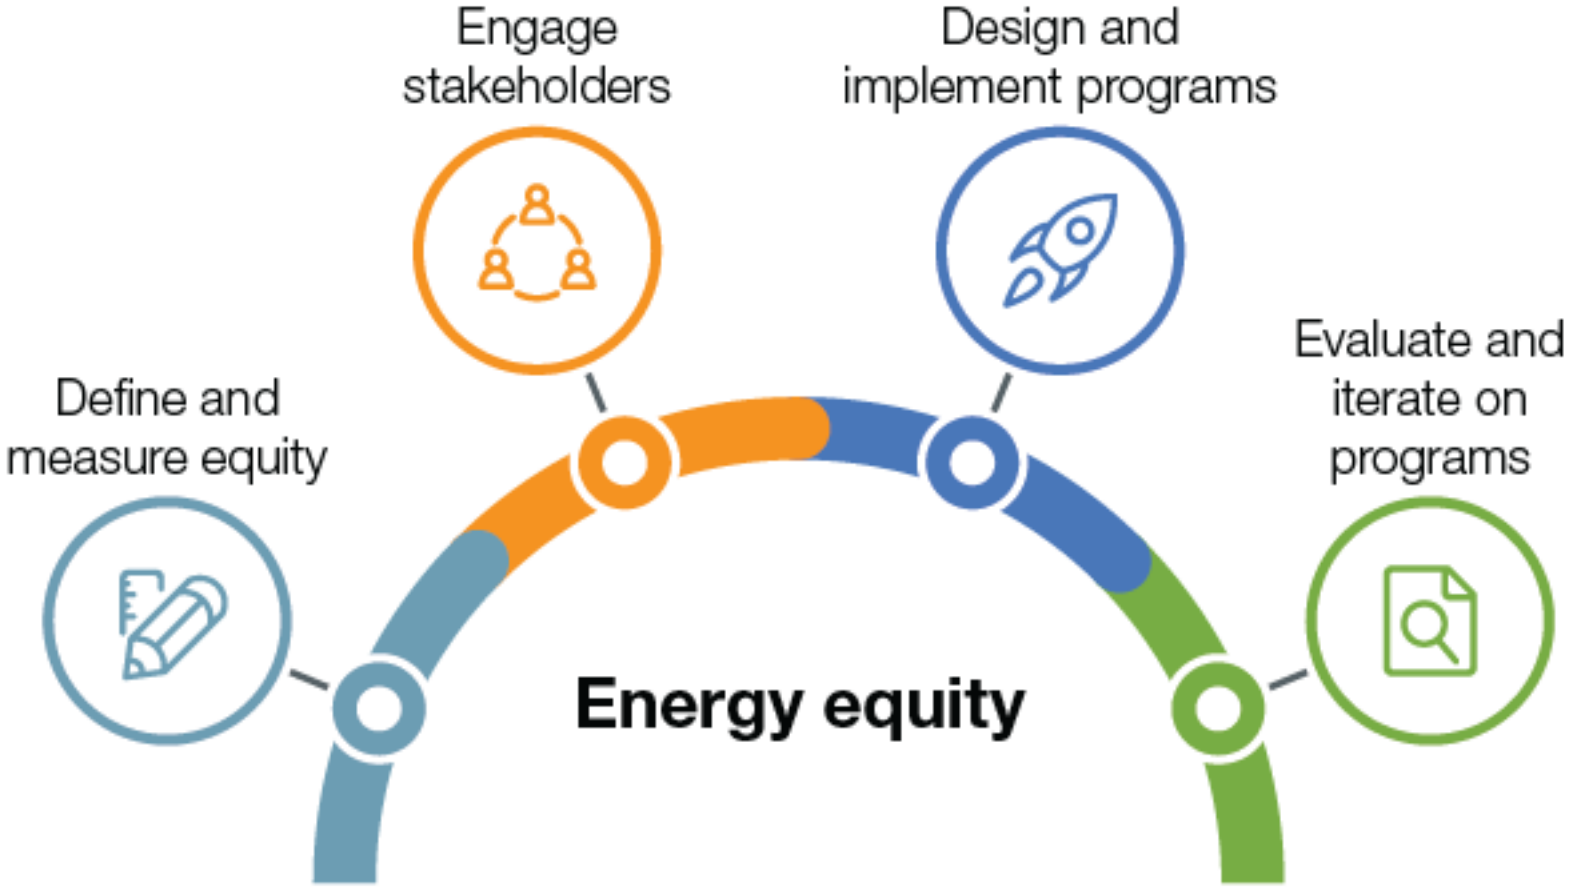 Engage
stakeholders
Design and
implement programs
Define and
measure equity
Evaluate and
iterate on
programs
Energy equity